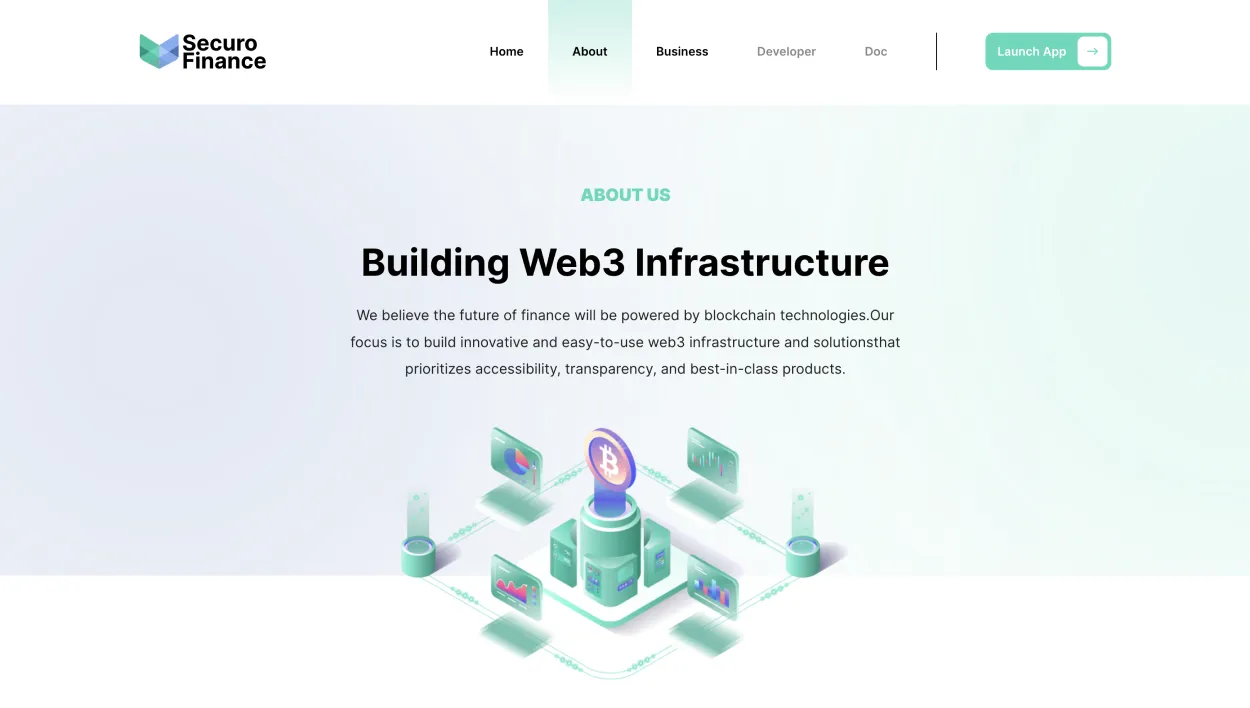 Securo
Finance
Home
About
Business
Developer
Doc
Launch App
ABOUT US
Building Web3 Infrastructure
We believe the future of finance will be powered by blockchain technologies.Our
focus is to build innovative and easy-to-use web3 infrastructure and solutionsthat
prioritizes accessibility, transparency, and best-in-class products.